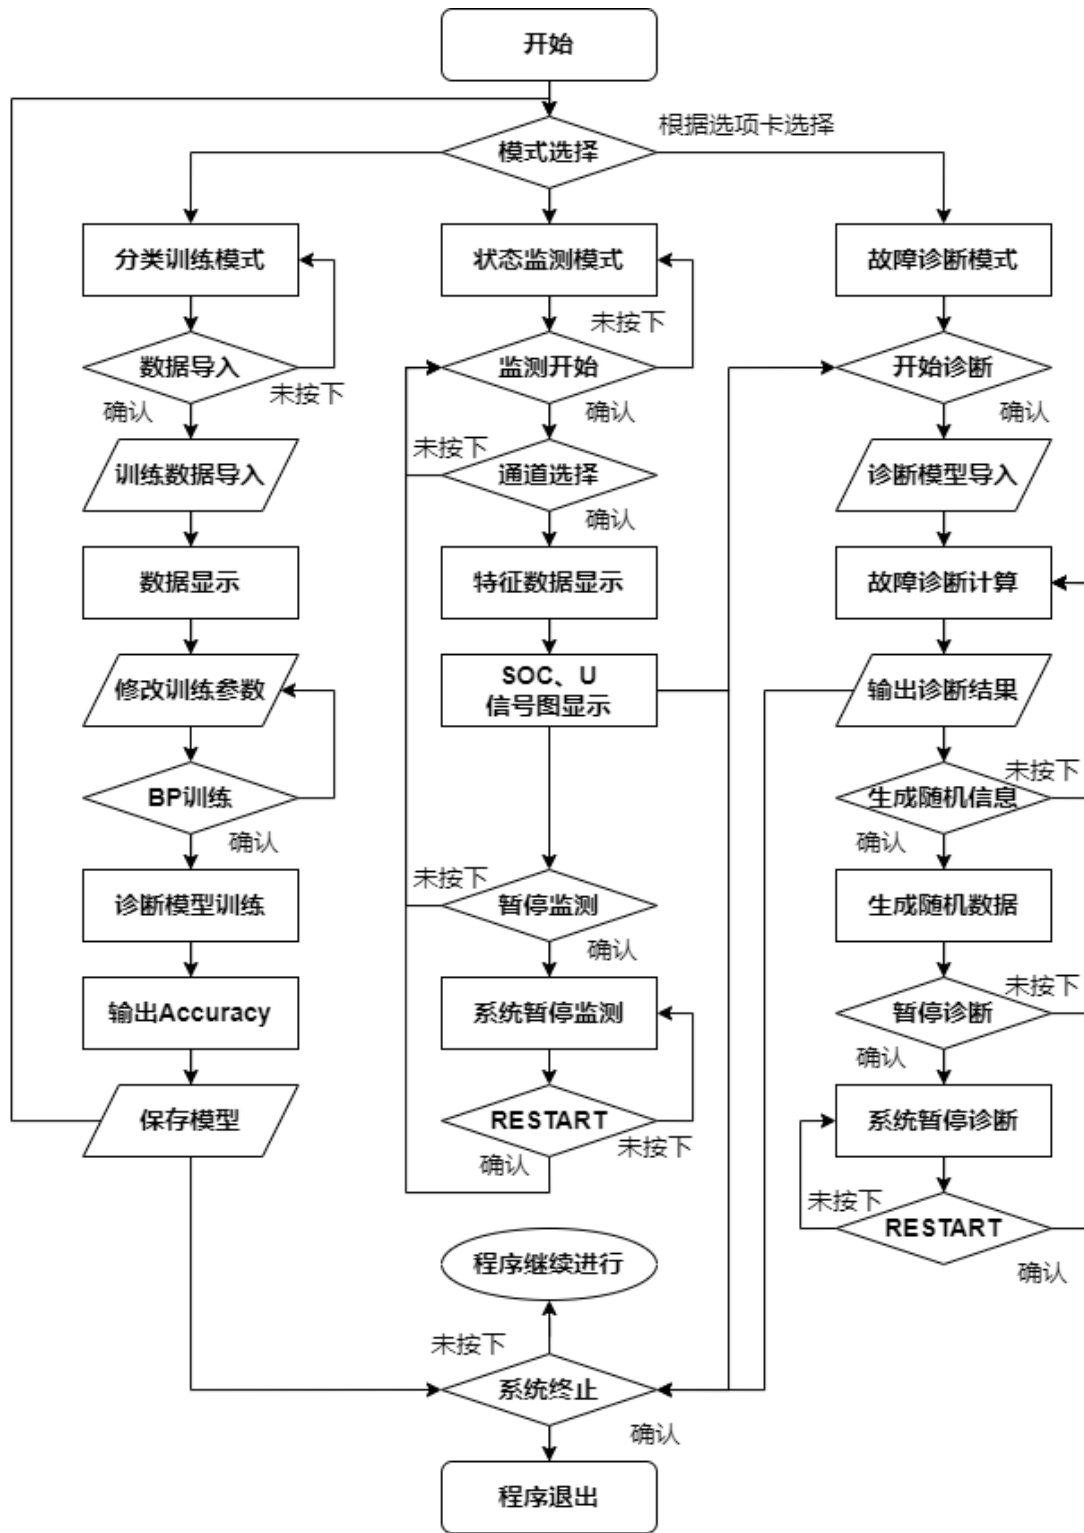 开始
根据选项卡选择
模式选择
分类训练模式
状态监测模式
故障诊断模式
未按下
数据导入
监测开始
开始诊断
未按下
确认
确认
确认
未按下
训练数据导入
通道选择
诊断模型导入
确认
数据显示
特征数据显示
故障诊断计算
修改训练参数
SOC、U
信号图显示
输出诊断结果
未按下
BP训练
生成随机信息
确认
确认
未按下
诊断模型训练
暂停监测
生成随机数据
确认
未按下
输出Accuracy
系统暂停监测
暂停诊断
确认
保存模型
RESTART
系统暂停诊断
未按下
确认
未按下
RESTART
程序继续进行
确认
未按下
系统终止
确认
程序退出